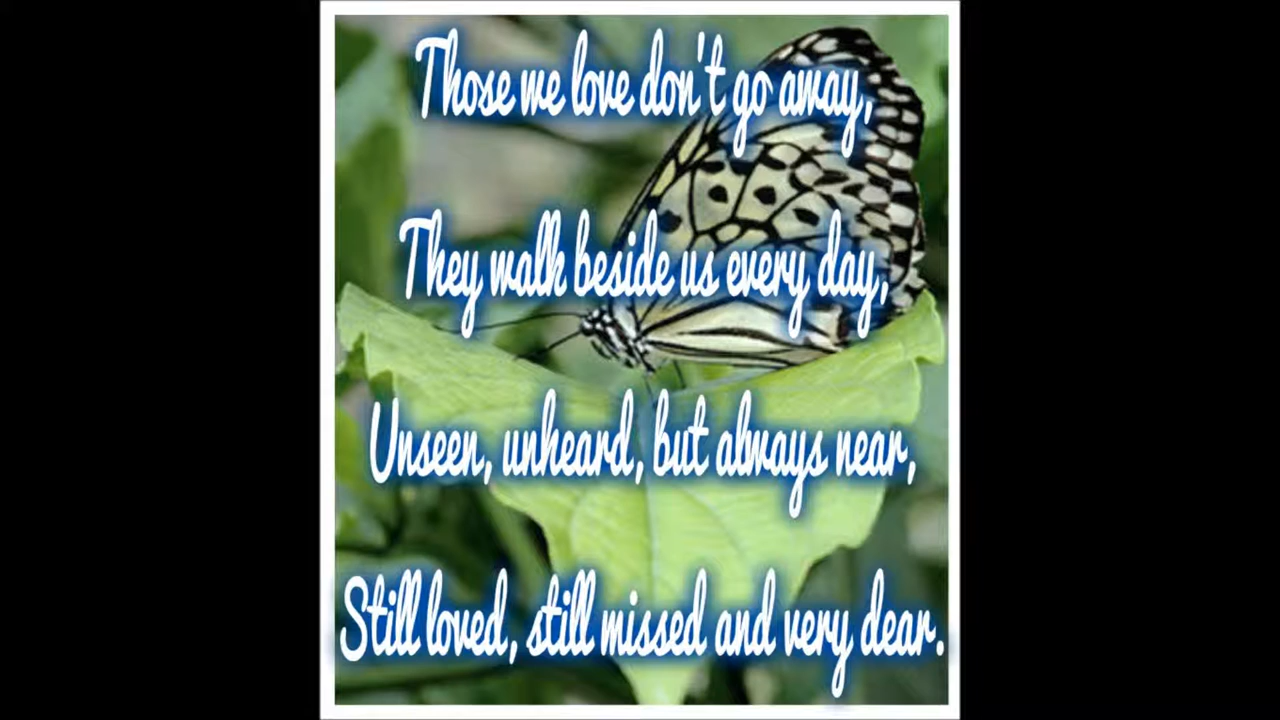 Those we love don't go away,
They walk beside us every day,
Unseen, unheard, but always near,
Still loved, still missed and very dear.